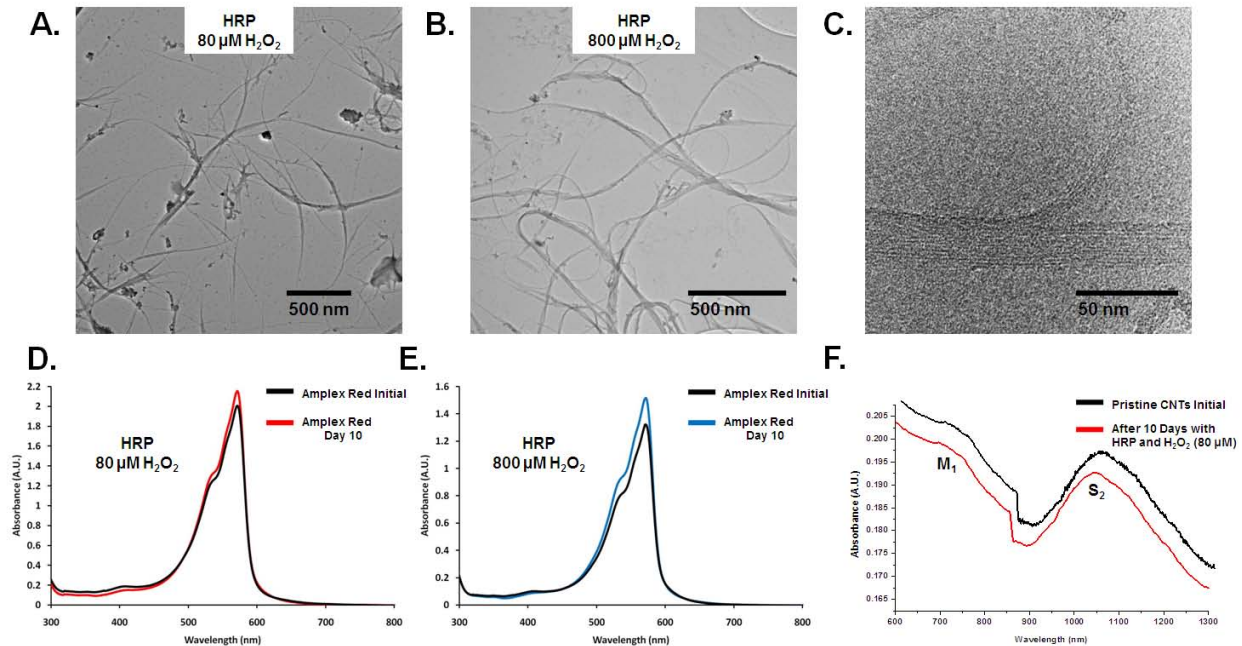 A.
HRP
80 µM H₂O₂
500 nm
B.
HRP
800 µM H₂O₂
500 nm
C.
50 nm
D.
2.2
2
1.8
1.6
1.4
1.2
1
0.8
0.6
0.4
0.2
0
Absorbance (A.U.)
HRP
80 µM H₂O₂
Amplex Red Initial
Amplex Red
Day 10
300 400 500 600 700 800
Wavelength (nm)
E.
1.6
1.4
1.2
1
0.8
0.6
0.4
0.2
0
Absorbance (A.U.)
HRP
800 µM H₂O₂
Amplex Red Initial
Amplex Red
Day 10
300 400 500 600 700 800
Wavelength (nm)
F.
0.205
0.200
0.195
0.190
0.185
0.180
0.175
0.170
0.165
Absorbance (A.U.)
Pristine CNTs Initial
After 10 Days with
HRP and H₂O₂ (80 µM)
M₁
S₂
600 700 800 900 1000 1100 1200 1300
Wavelength (nm)